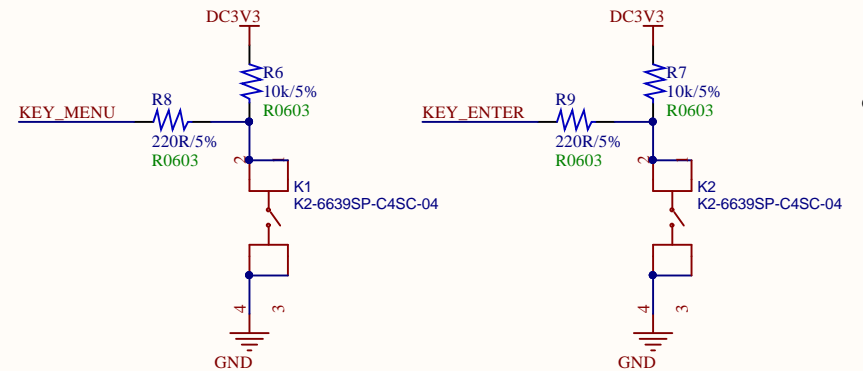 DC3V3
R6
10k/5%
R0603
R8
KEY_MENU
220R/5%
R0603
2
1
K1
K2-6639SP-C4SC-04
4
3
GND
DC3V3
R7
10k/5%
R0603
R9
KEY_ENTER
220R/5%
R0603
2
1
K2
K2-6639SP-C4SC-04
4
3
GND